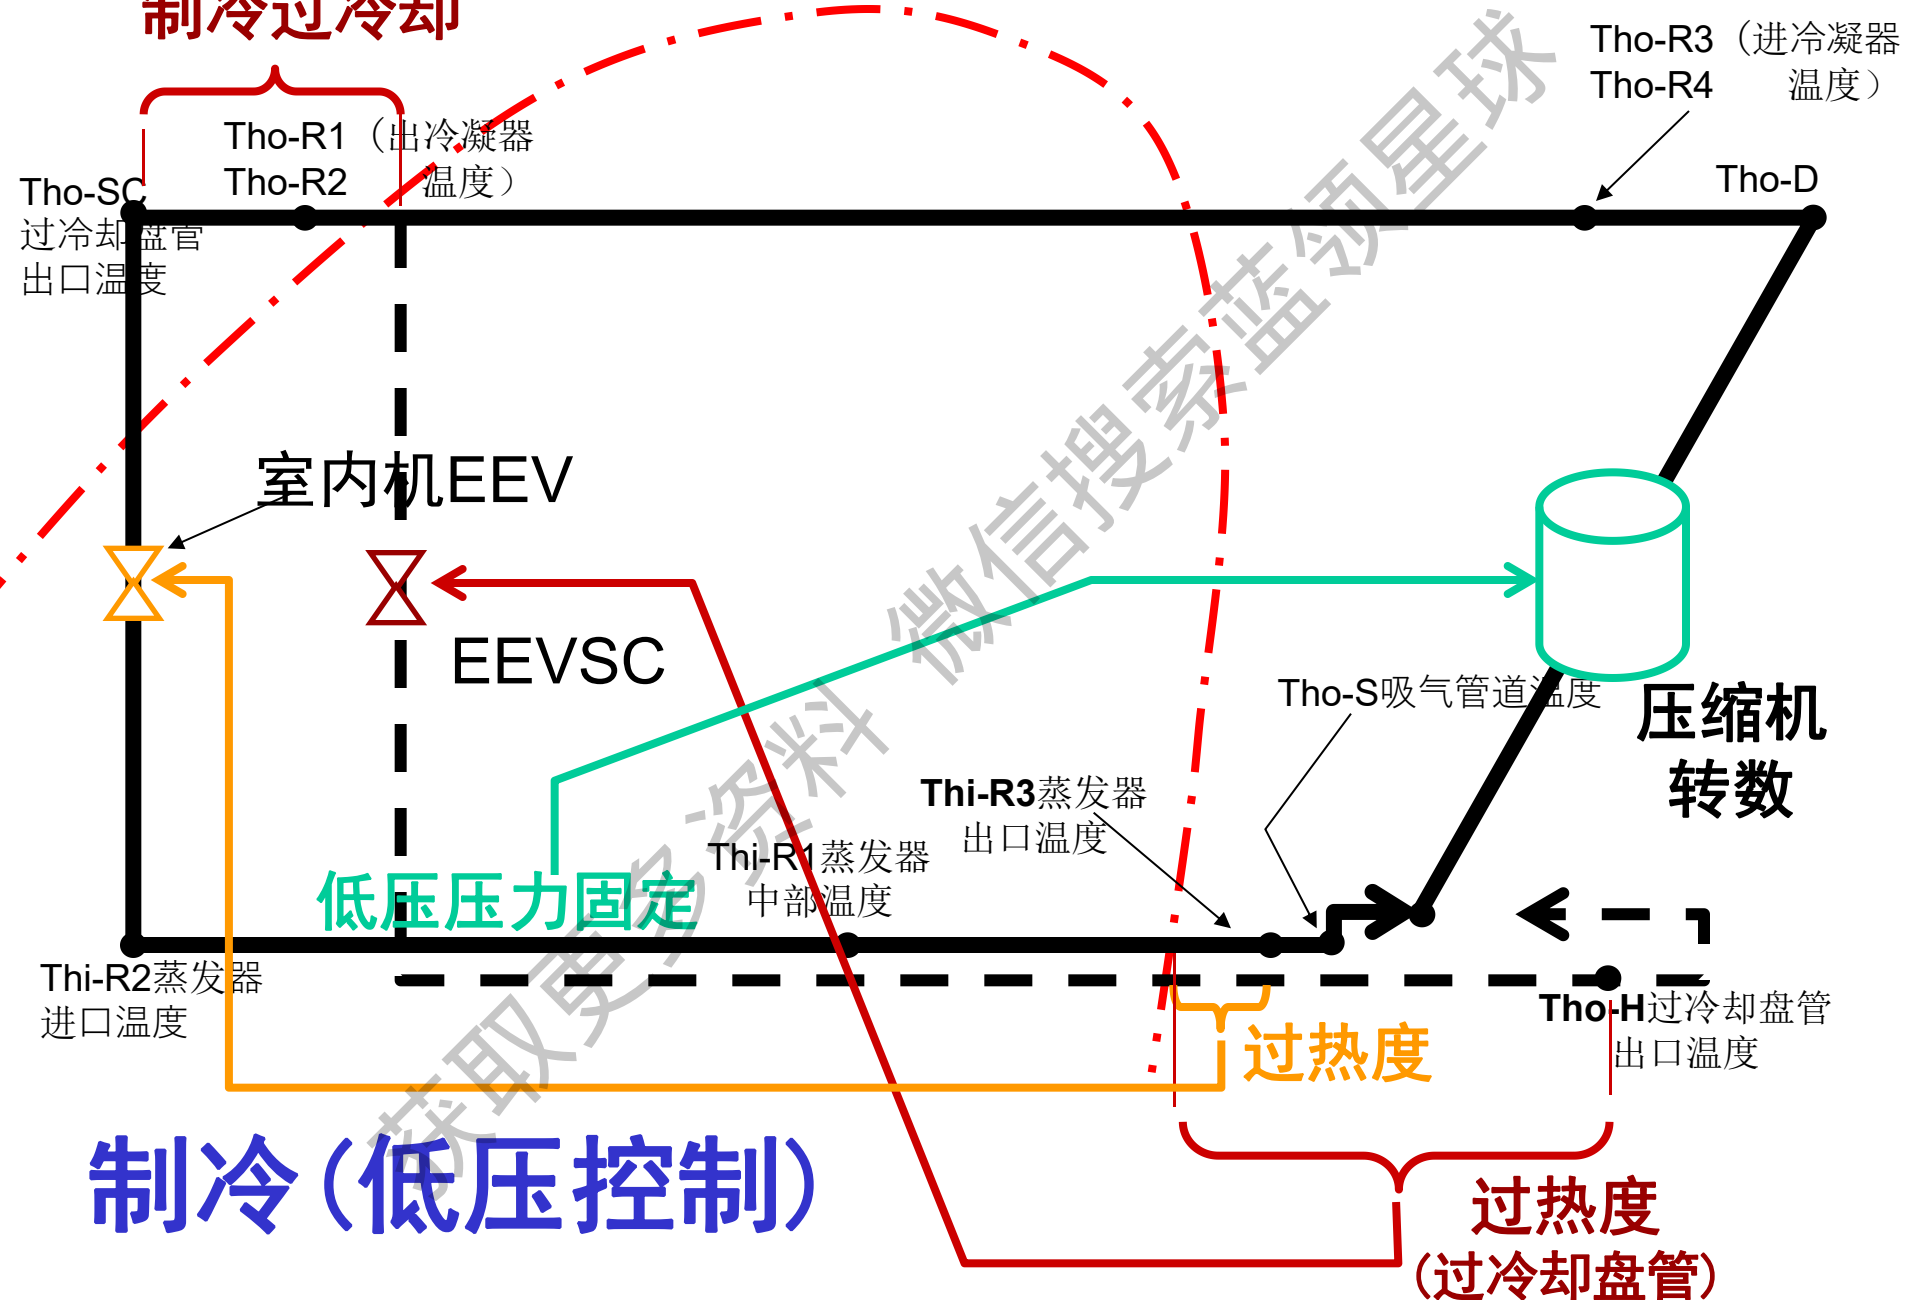 制冷过冷却
Tho-R3（进冷凝器
Tho-R4 温度）
Tho-R1（出冷凝器
Tho-R2 温度）
Tho-SC
过冷却盘管
出口温度
Tho-D
室内机EEV
EEVSC
Tho-S吸气管道温度
压缩机
转数
Thi-R3蒸发器
出口温度
Thi-R1蒸发器
中部温度
低压压力固定
Thi-R2蒸发器
进口温度
Tho-H过冷却盘管
出口温度
过热度
制冷(低压控制)
过热度
(过冷却盘管)
获取更多资料 微信搜索蓝领星球